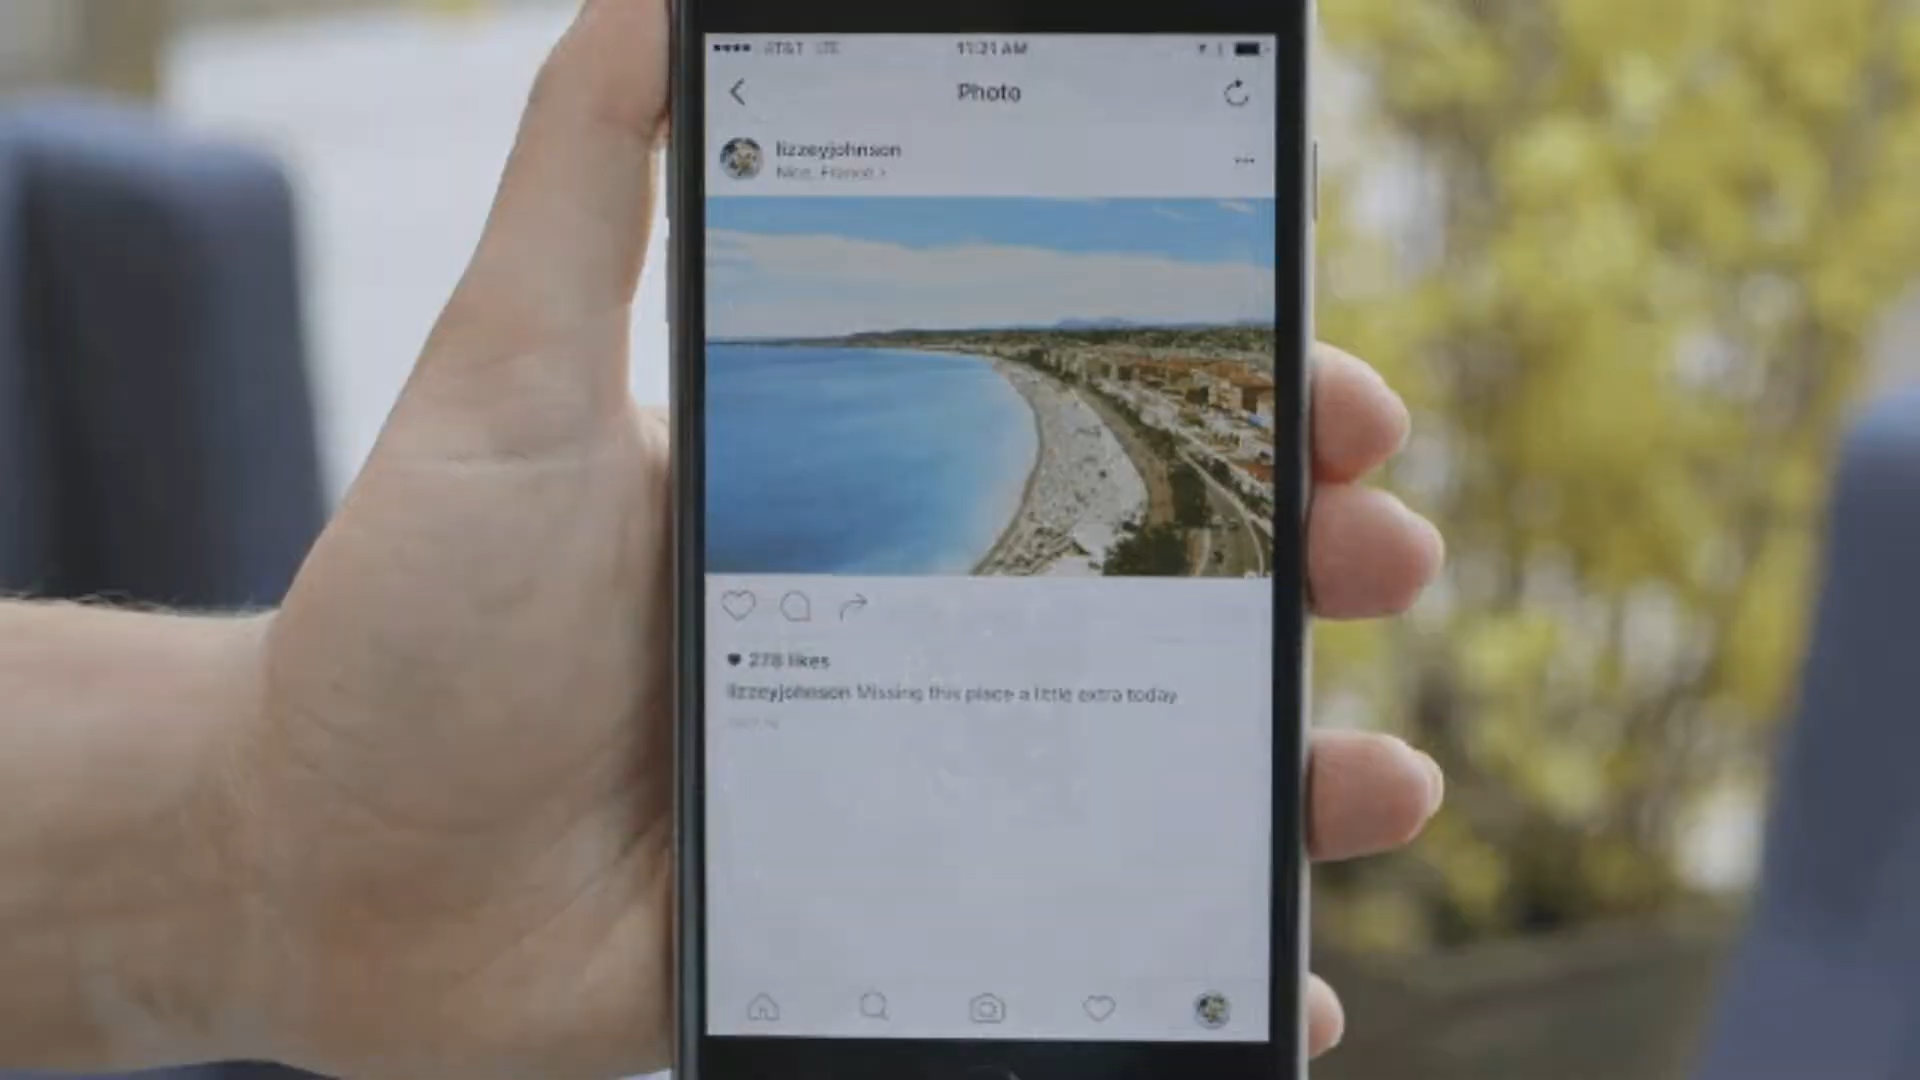 AT&T LTE 11:21 AM
Photo
lizzeyjohnson
Nice, France >
278 likes
lizzeyjohnson Missing this place a little extra today